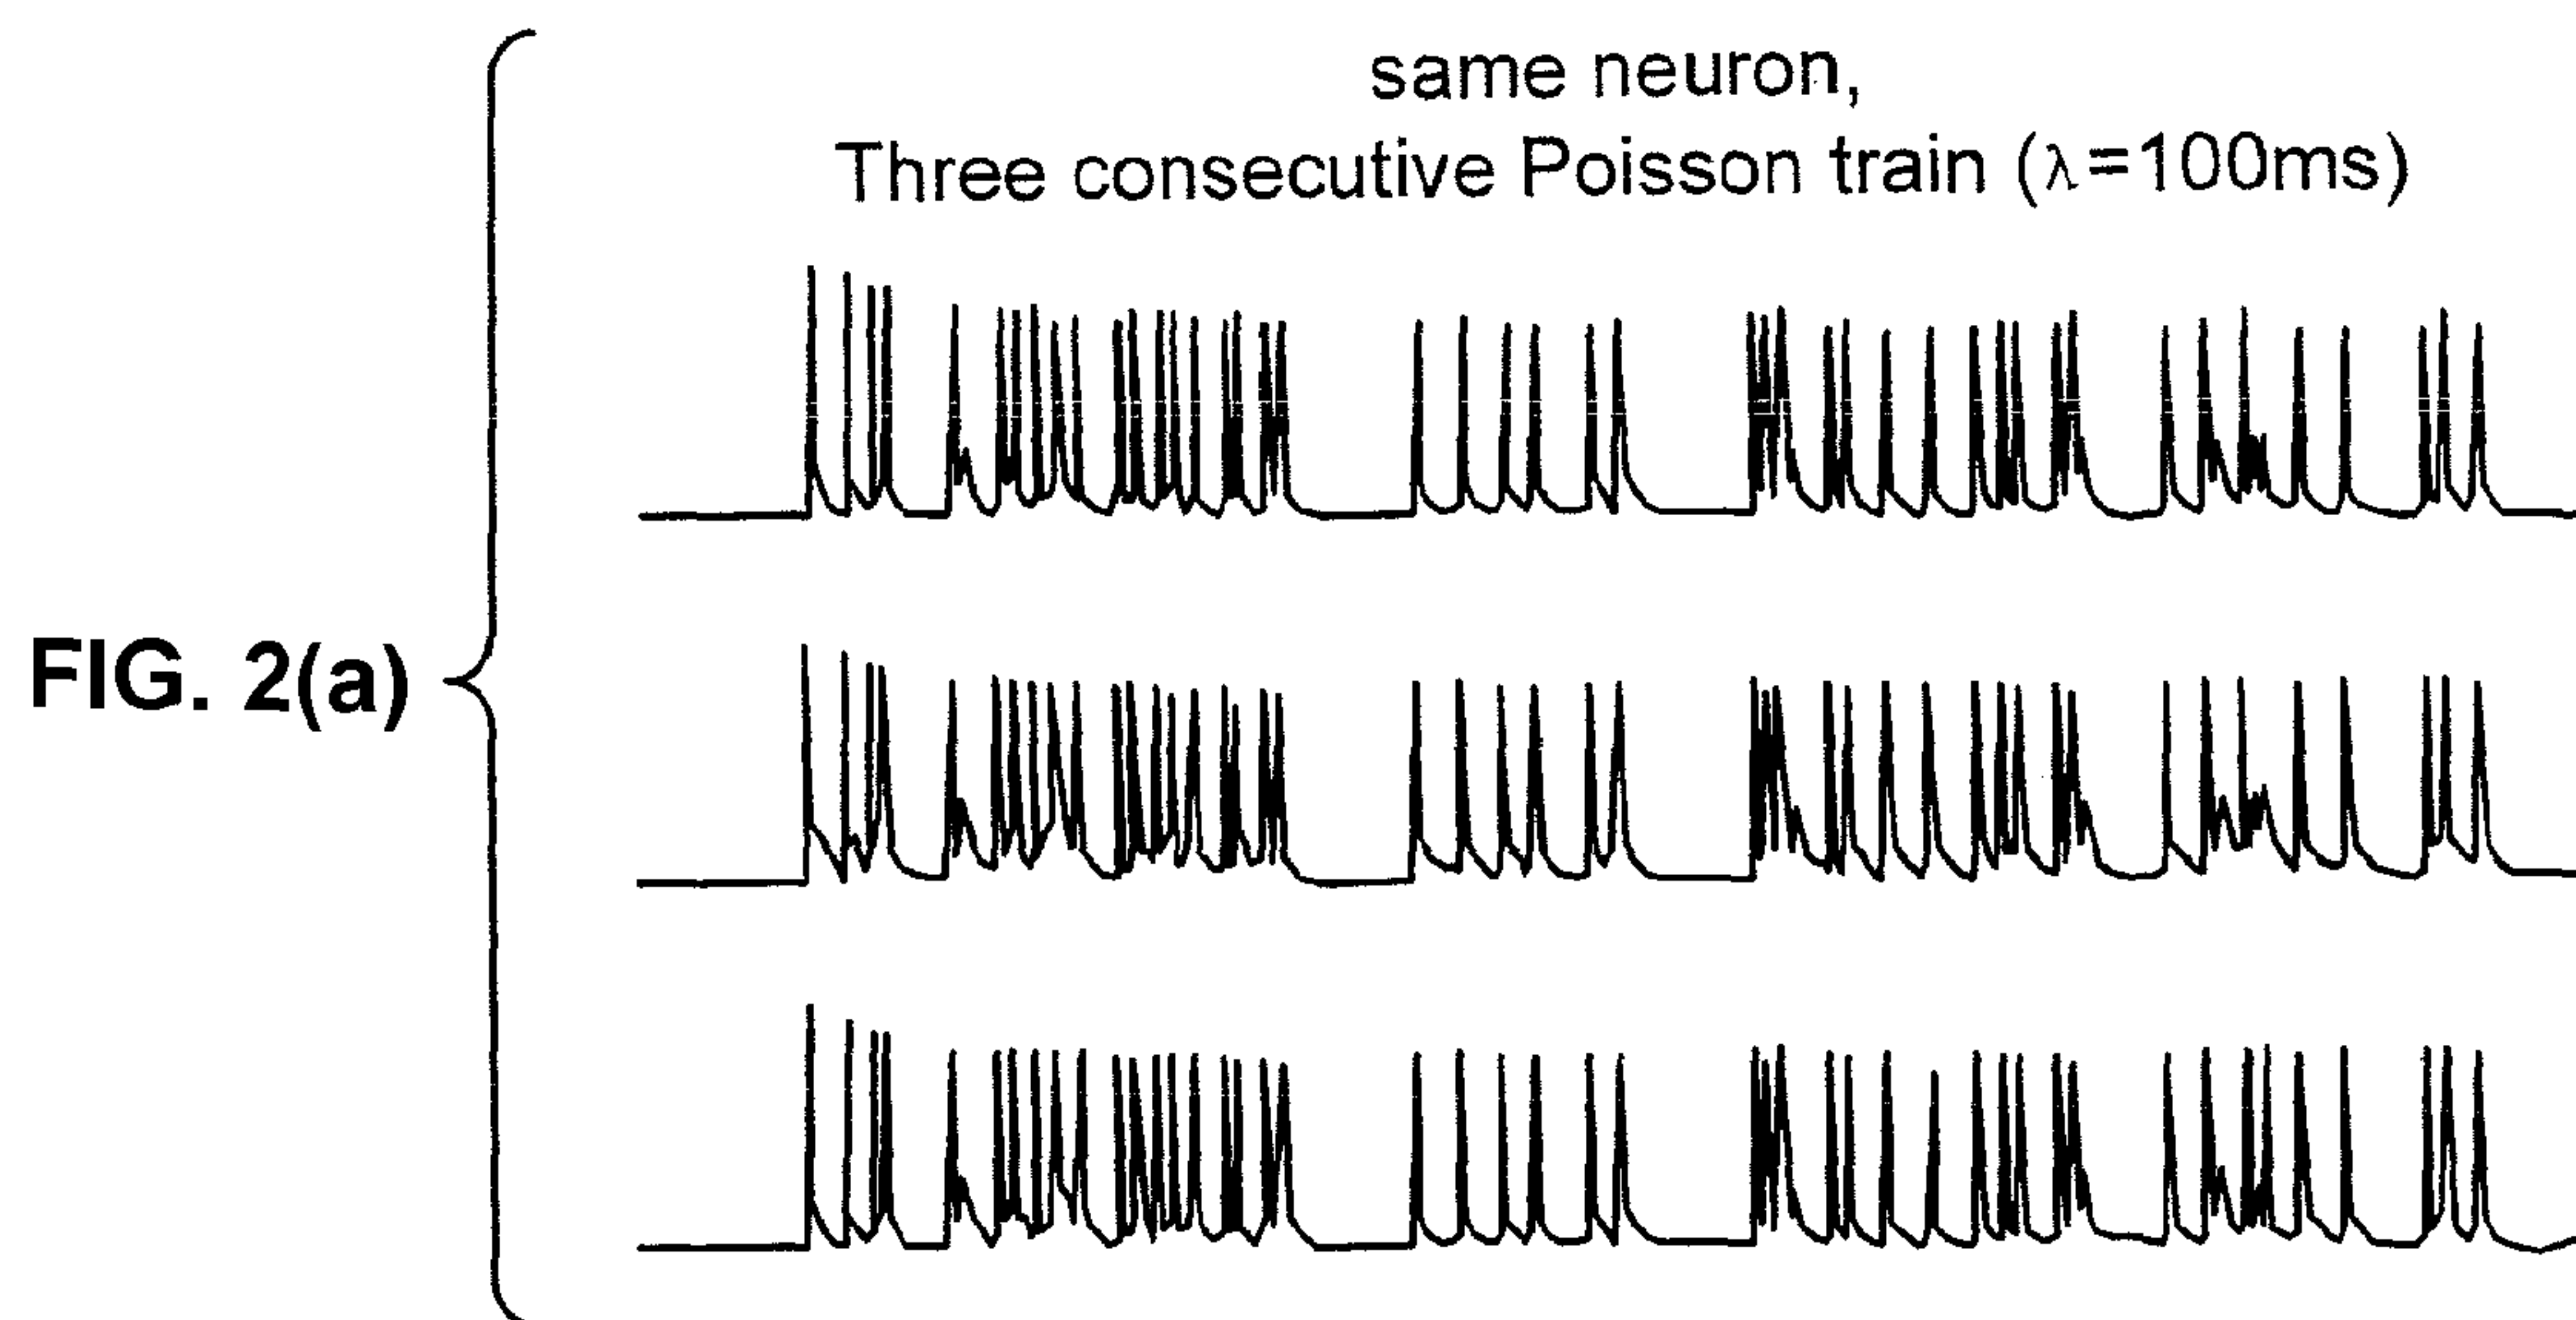 same neuron,
Three consecutive Poisson train (λ=100ms)
FIG. 2(a)